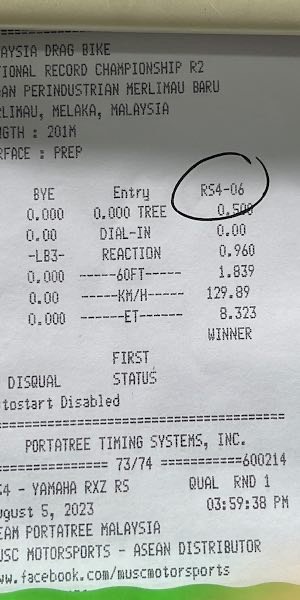 AYSIA DRAG BIKE
TIONAL RECORD CHAMPIONSHIP R2
AN PERINDUSTRIAN MERLIMAU BARU
RLIMAU, MELAKA, MALAYSIA
NGTH : 201M
RFACE : PREP
BYE Entry RS4-06
0.000 0.000 TREE 0.500
0.00 DIAL-IN 0.00
-LB3- REACTION 0.960
0.000 -----60FT----- 1.839
0.00 -----KM/H----- 129.89
0.000 ------ET------ 8.323
WINNER
FIRST
DISQUAL STATUS
tostart Disabled
PORTATREE TIMING SYSTEMS, INC.
============ 73/74 ==========600214
4 - YAMAHA RXZ RS QUAL RND 1
gust 5, 2023 03:59:38 PM
EAM PORTATREE MALAYSIA
USC MOTORSPORTS - ASEAN DISTRIBUTOR
ww.facebook.com/muscmotorsports